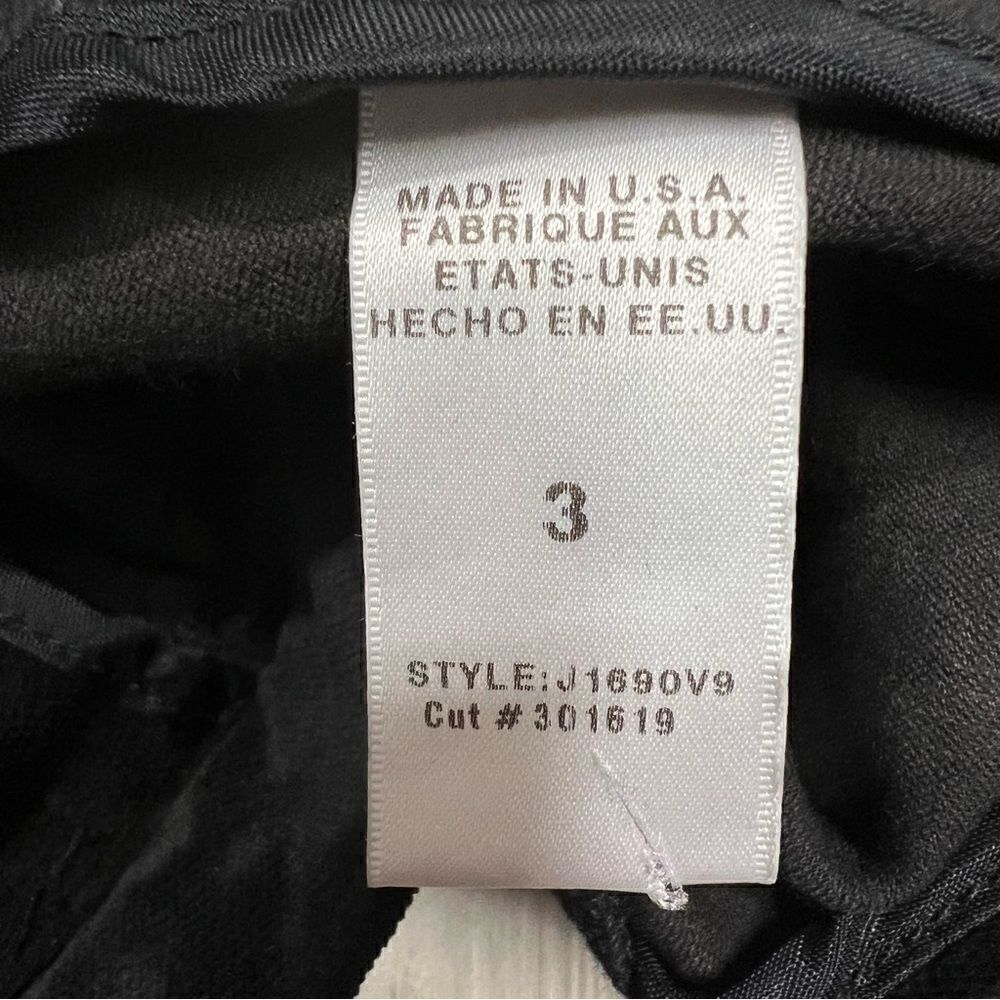 MADE IN U.S.A.
FABRIQUE AUX
ETATS-UNIS
HECHO EN EE.UU.
3
STYLE: J1690V9
Cut # 301619